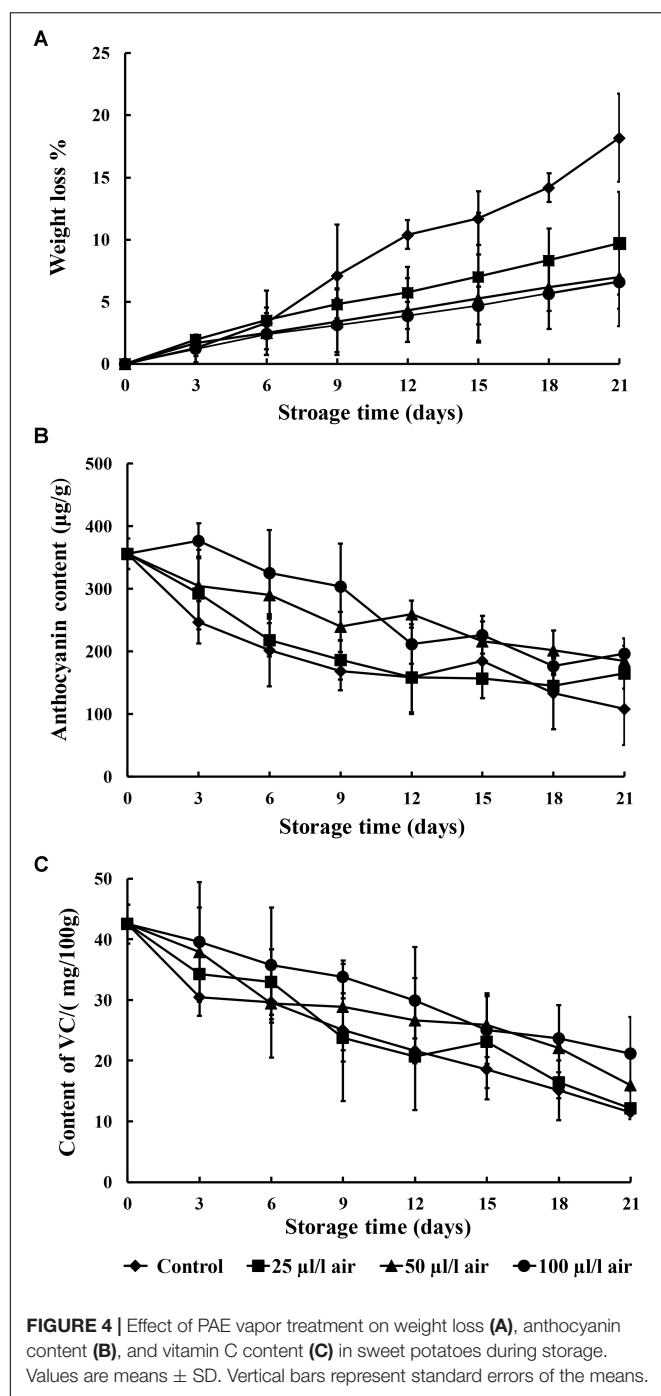 A
25
20
15
10
5
0
Weight loss %
0 3 6 9 12 15 18 21
Stroage time (days)
B
500
400
300
200
100
0
Anthocyanin content (µg/g)
0 3 6 9 12 15 18 21
Storage time (days)
C
50
40
30
20
10
0
Content of VC/( mg/100g)
0 3 6 9 12 15 18 21
Storage time (days)
Control 25 µl/l air 50 µl/l air 100 µl/l air
FIGURE 4 | Effect of PAE vapor treatment on weight loss (A), anthocyanin
content (B), and vitamin C content (C) in sweet potatoes during storage.
Values are means ± SD. Vertical bars represent standard errors of the means.